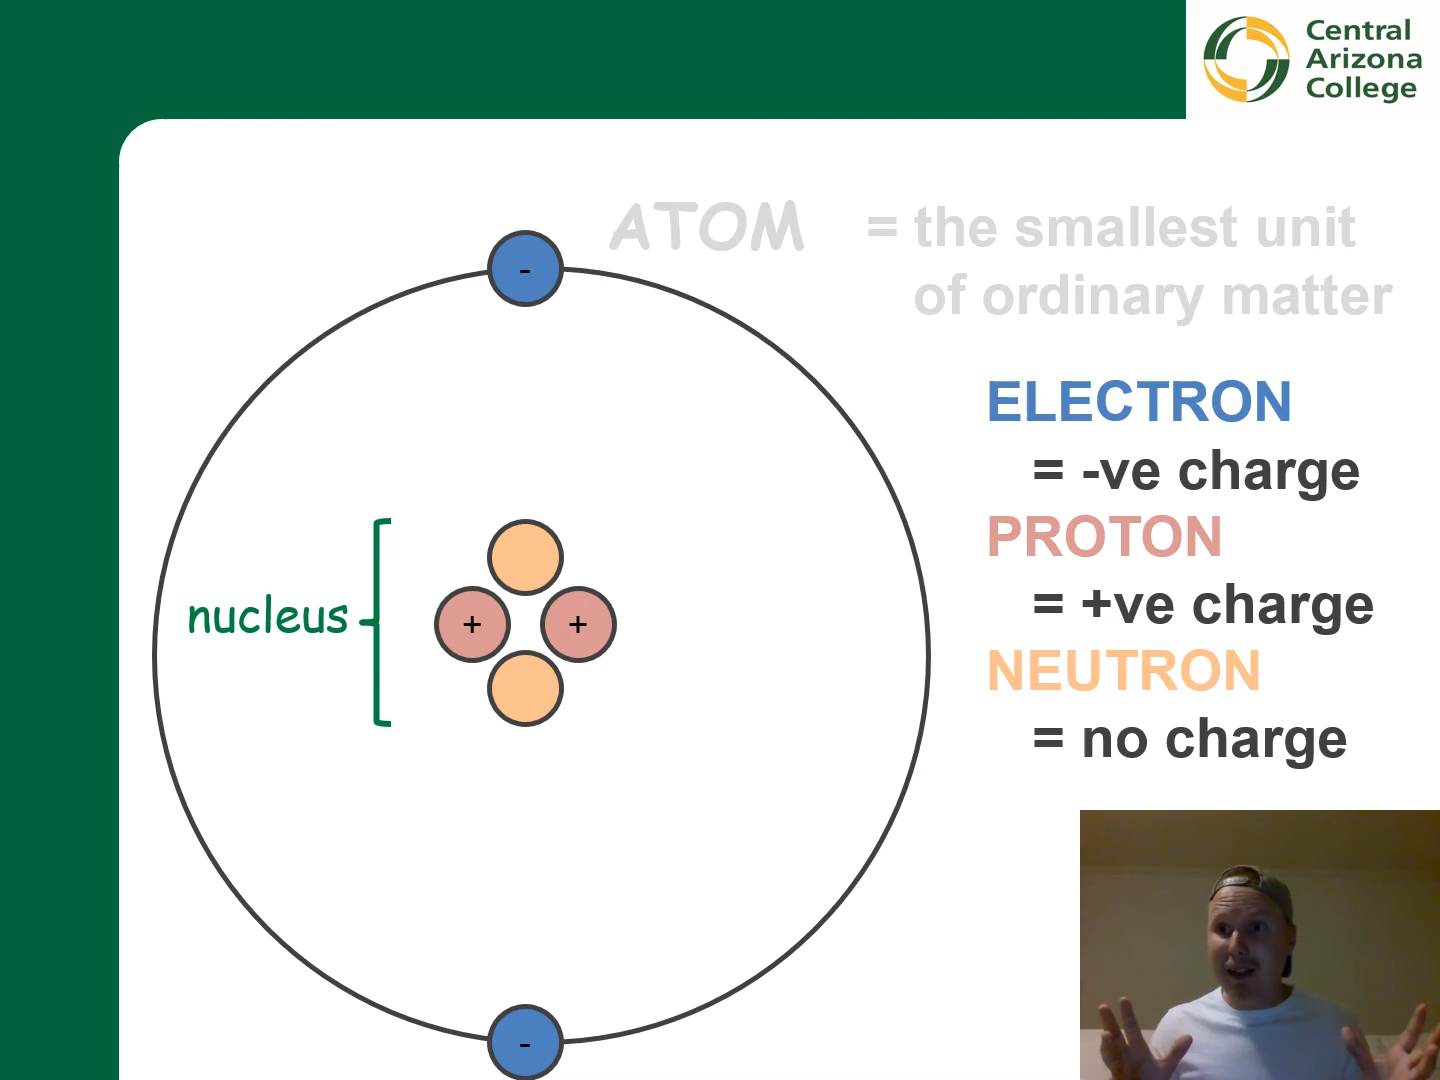 Central
Arizona
College
ATOM = the smallest unit
of ordinary matter
-
ELECTRON
= -ve charge
PROTON
= +ve charge
nucleus
+ +
NEUTRON
= no charge
-